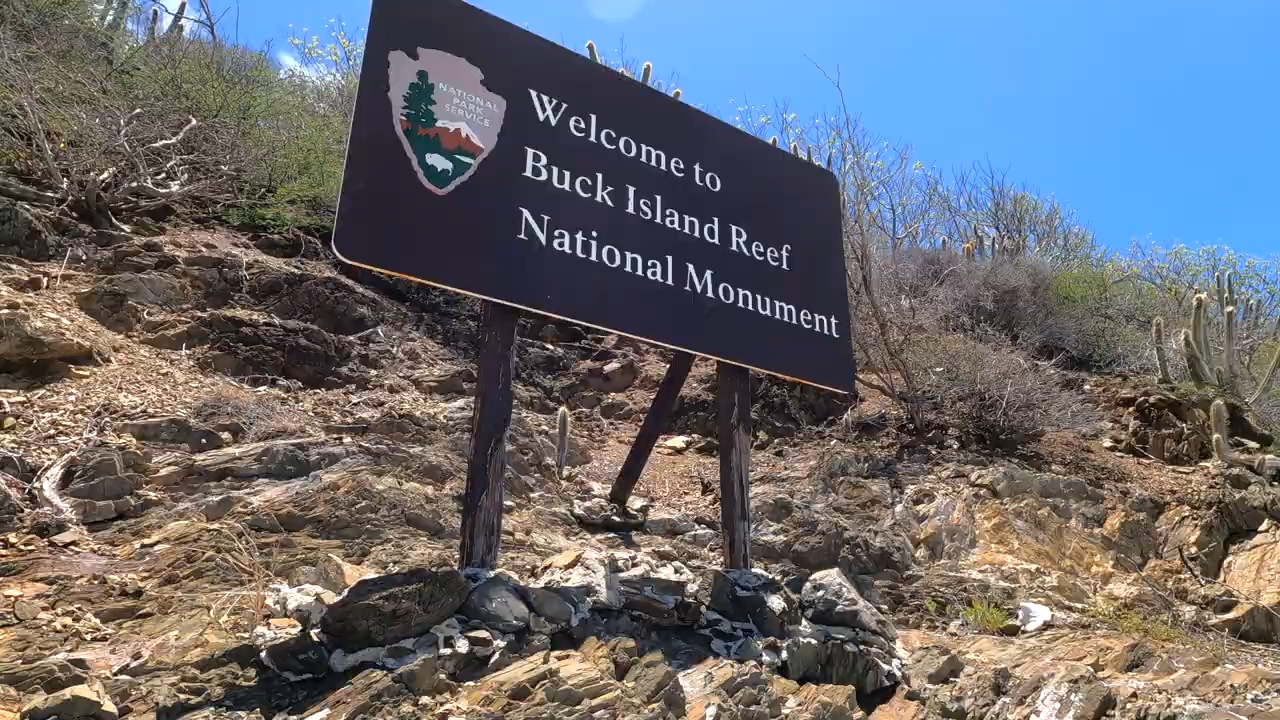 NATIONAL
PARK
SERVICE
Welcome to
Buck Island Reef
National Monument